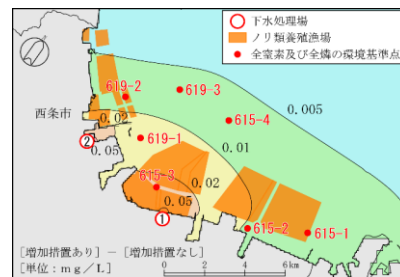 下水処理場
ノリ類養殖漁場
全窒素及び全燐の環境基準点
619-2
619-3
0.005
西条市
0.02
615-4
619-1
0.01
②
0.05
615-3
0.02
0.05
①
615-2
615-1
[増加措置あり] - [増加措置なし]
[単位：mg/L]
0 2 4 6km